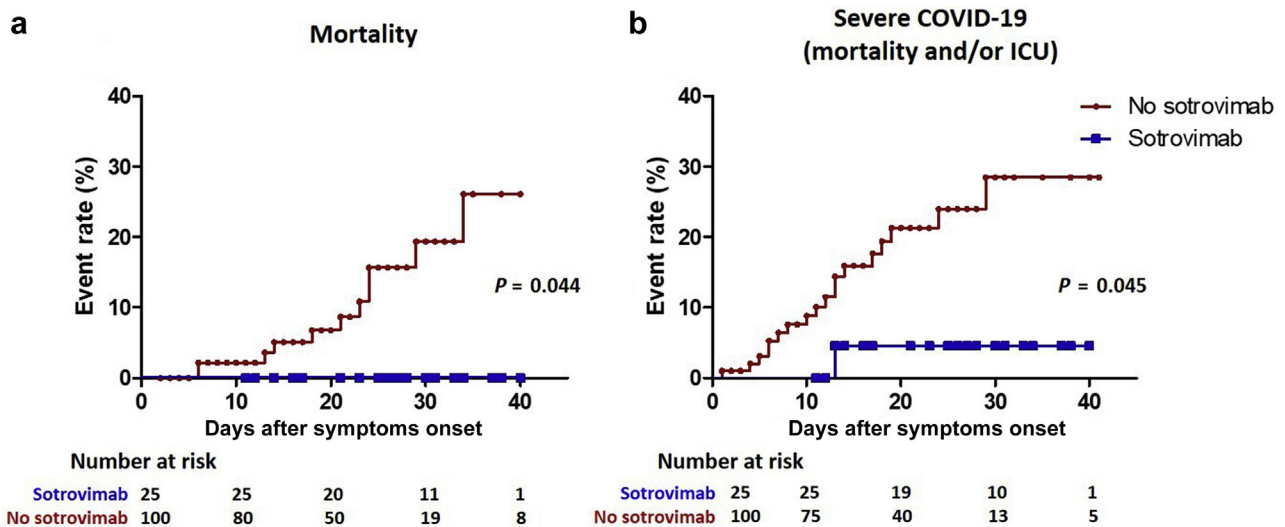 a
Mortality
40
30
20
10
0
Event rate (%)
P = 0.044
0 10 20 30 40
Days after symptoms onset
Number at risk
Sotrovimab 25 25 20 11 1
No sotrovimab 100 80 50 19 8
b
Severe COVID-19
(mortality and/or ICU)
No sotrovimab
Sotrovimab
40
30
20
10
0
Event rate (%)
P = 0.045
0 10 20 30 40
Days after symptoms onset
Number at risk
Sotrovimab 25 25 19 10 1
No sotrovimab 100 75 40 13 5